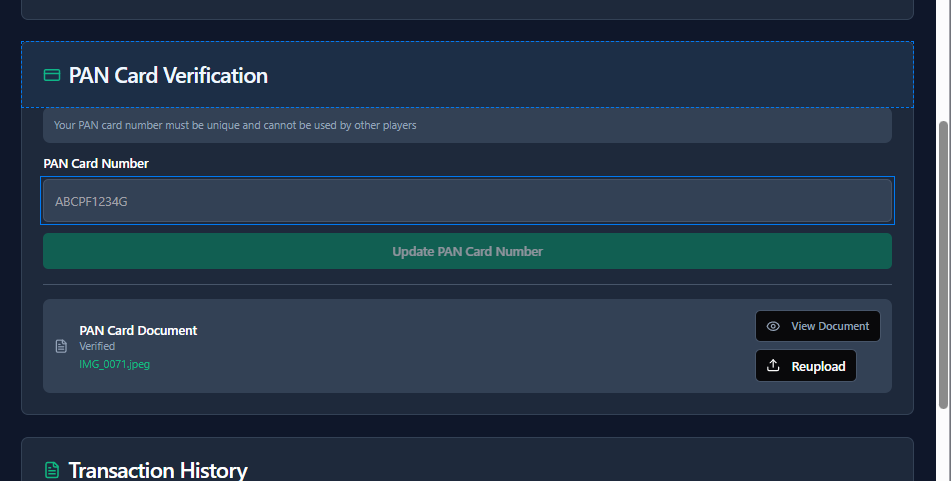 PAN Card Verification
Your PAN card number must be unique and cannot be used by other players
PAN Card Number
ABCPF1234G
Update PAN Card Number
PAN Card Document
Verified
IMG_0071.jpeg
View Document
Reupload
Transaction History